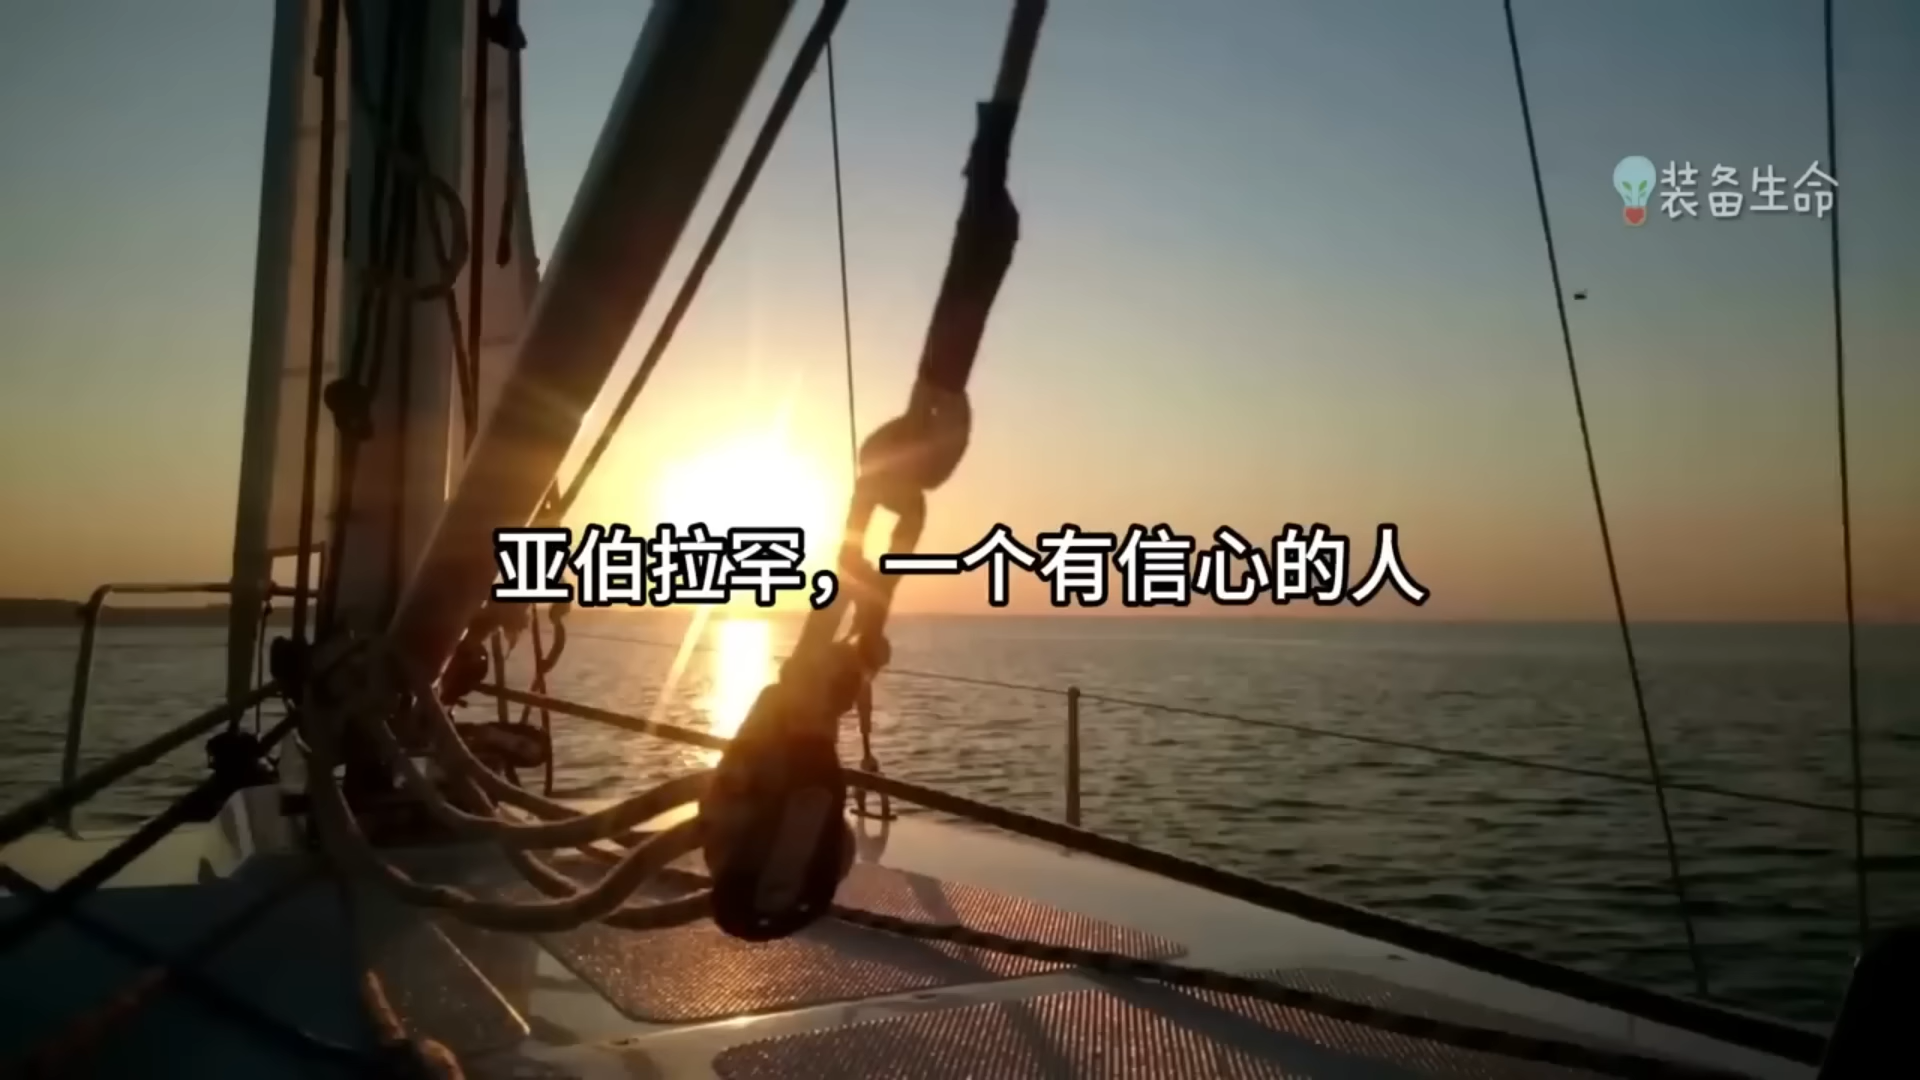 装备生命
亚伯拉罕，一个有信心的人